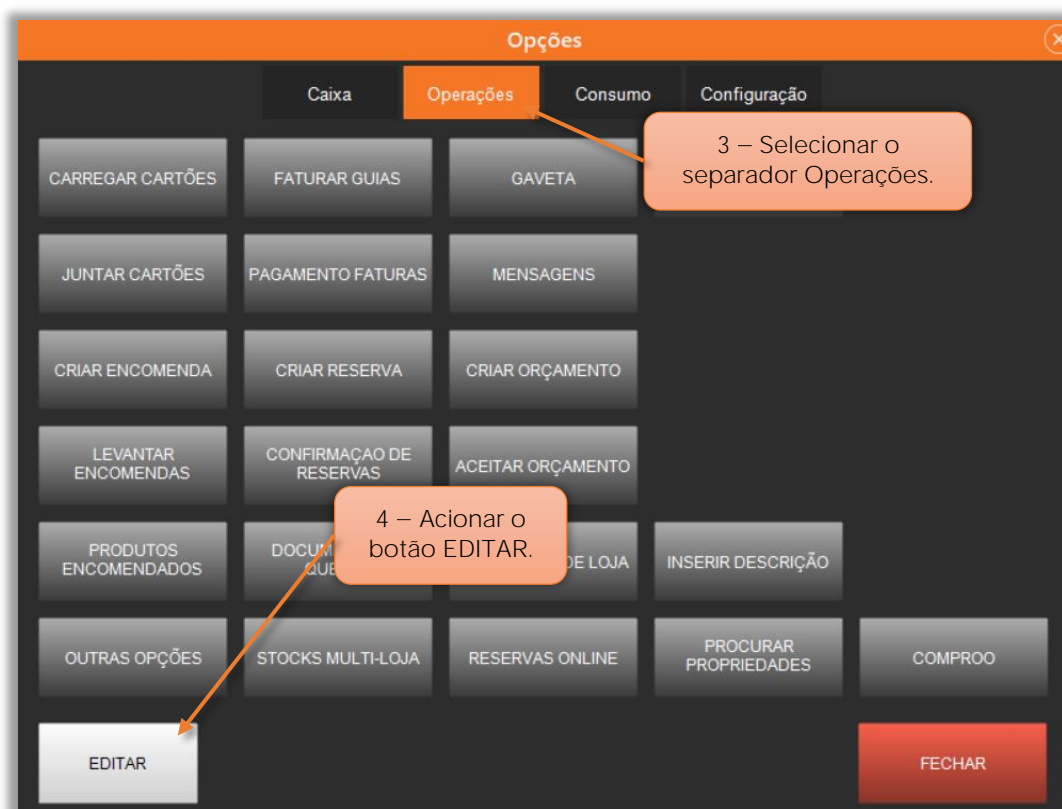 Opções
Caixa
Operações
Consumo
Configuração
3 – Selecionar o
separador Operações.
CARREGAR CARTÕES
FATURAR GUIAS
GAVETA
JUNTAR CARTÕES
PAGAMENTO FATURAS
MENSAGENS
CRIAR ENCOMENDA
CRIAR RESERVA
CRIAR ORÇAMENTO
LEVANTAR
ENCOMENDAS
CONFIRMAÇAO DE
RESERVAS
ACEITAR ORÇAMENTO
4 – Acionar o
botão EDITAR.
PRODUTOS
ENCOMENDADOS
DE LOJA
INSERIR DESCRIÇÃO
OUTRAS OPÇÕES
STOCKS MULTI-LOJA
RESERVAS ONLINE
PROCURAR
PROPRIEDADES
COMPROO
EDITAR
FECHAR